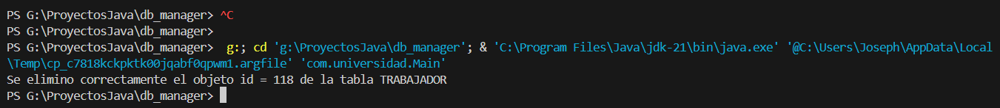 PS G:\ProyectosJava\db_manager> ^C
PS G:\ProyectosJava\db_manager>
PS G:\ProyectosJava\db_manager>  g:; cd 'g:\ProyectosJava\db_manager'; & 'C:\Program Files\Java\jdk-21\bin\java.exe' '@C:\Users\Joseph\AppData\Local
\Temp\cp_c7818kckpktk00jqabf0qpwm1.argfile' 'com.universidad.Main'
Se elimino correctamente el objeto id = 118 de la tabla TRABAJADOR
PS G:\ProyectosJava\db_manager>